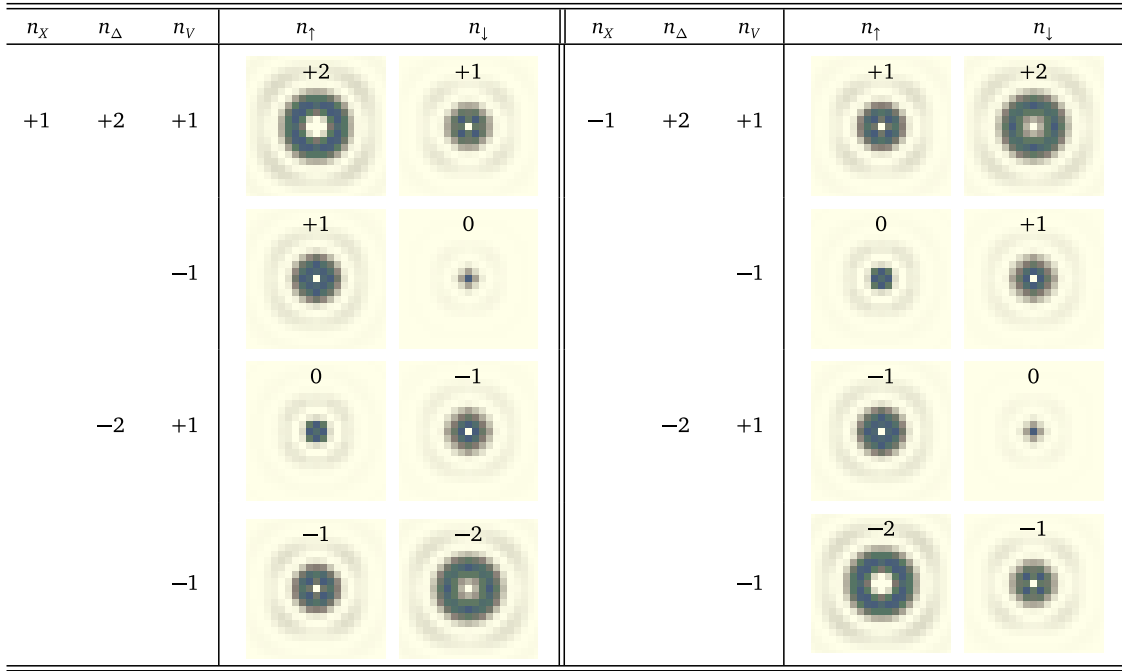 n_X n_Δ n_V n_↑ n_↓ n_X n_Δ n_V n_↑ n_↓
+2 +1 +1 +2
+1 +2 +1 −1 +2 +1
+1 0 0 +1
−1 −1
0 −1 −1 0
−2 +1 −2 +1
−1 −2 −2 −1
−1 −1